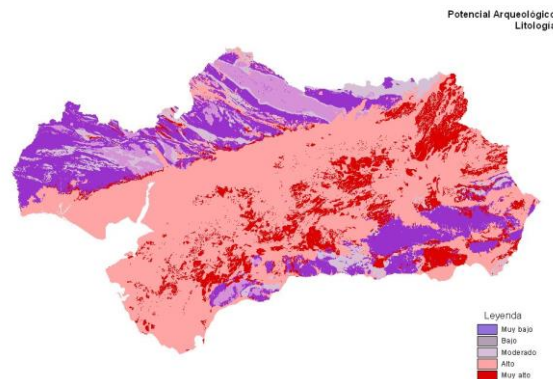 Potencial Arqueológico
Litología
Leyenda
Muy bajo
Bajo
Moderado
Alto
Muy alto